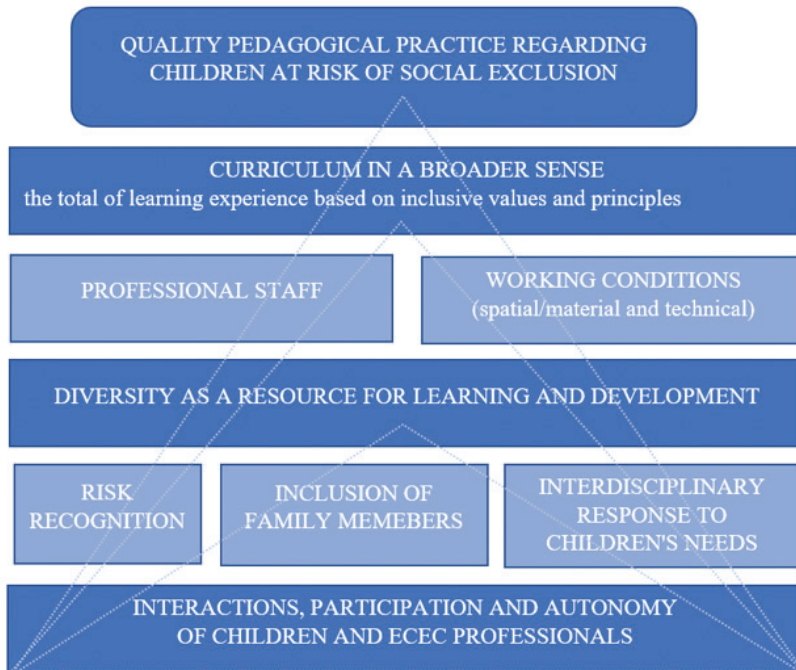 QUALITY PEDAGOGICAL PRACTICE REGARDING
CHILDREN AT RISK OF SOCIAL EXCLUSION
CURRICULUM IN A BROADER SENSE
the total of learning experience based on inclusive values and principles
PROFESSIONAL STAFF
WORKING CONDITIONS
(spatial/material and technical)
DIVERSITY AS A RESOURCE FOR LEARNING AND DEVELOPMENT
RISK
RECOGNITION
INCLUSION OF
FAMILY MEMEBERS
INTERDISCIPLINARY
RESPONSE TO
CHILDREN'S NEEDS
INTERACTIONS, PARTICIPATION AND AUTONOMY
OF CHILDREN AND ECEC PROFESSIONALS